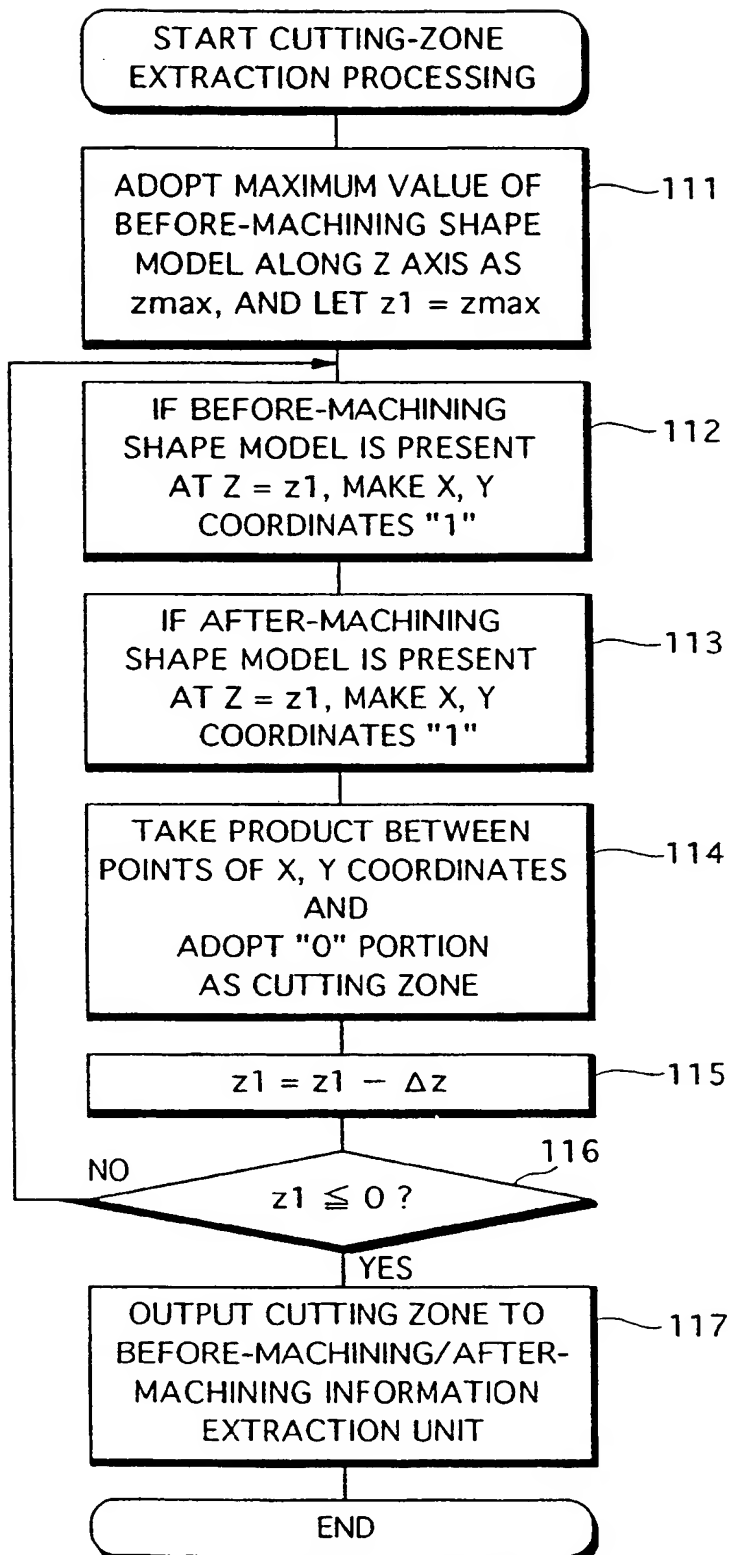 START CUTTING-ZONE
EXTRACTION PROCESSING
ADOPT MAXIMUM VALUE OF
BEFORE-MACHINING SHAPE
MODEL ALONG Z AXIS AS
zmax, AND LET z1 = zmax
111
IF BEFORE-MACHINING
SHAPE MODEL IS PRESENT
AT Z = z1, MAKE X, Y
COORDINATES "1"
112
IF AFTER-MACHINING
SHAPE MODEL IS PRESENT
AT Z = z1, MAKE X, Y
COORDINATES "1"
113
TAKE PRODUCT BETWEEN
POINTS OF X, Y COORDINATES
AND
ADOPT "0" PORTION
AS CUTTING ZONE
114
z1 = z1 − Δz
115
116
NO
z1 ≦ 0 ?
YES
OUTPUT CUTTING ZONE TO
BEFORE-MACHINING/AFTER-
MACHINING INFORMATION
EXTRACTION UNIT
117
END